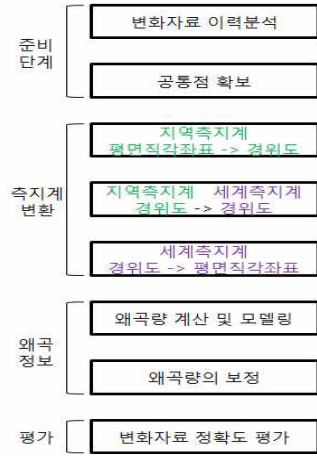 준비
단계
변화자료 이력분석
공통점 확보
측지계
변환
지역측지계
평면직각좌표 -> 경위도
지역측지계 세계측지계
경위도 -> 경위도
세계측지계
경위도 -> 평면직각좌표
왜곡
정보
왜곡량 계산 및 모델링
왜곡량의 보정
평가
변화자료 정확도 평가